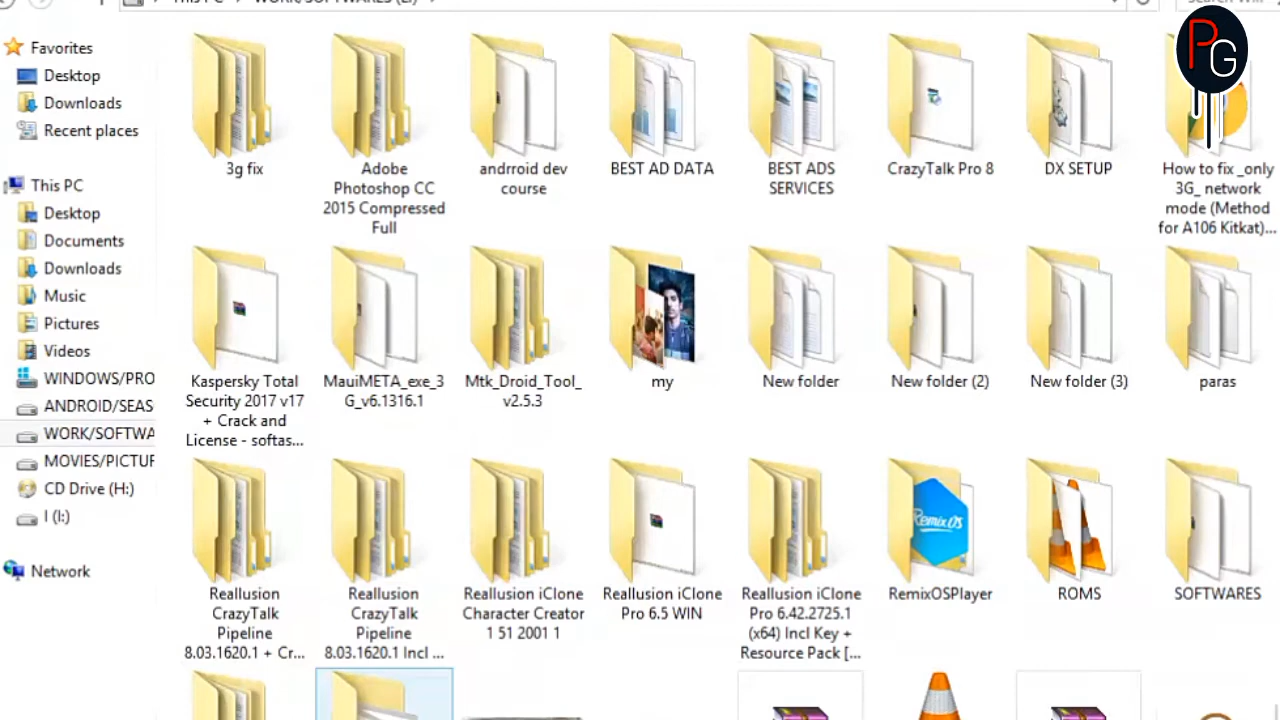 This PC
WORK/SOFTWARES (E:)
PG
Favorites
Desktop
Downloads
Recent places
This PC
Desktop
Documents
Downloads
Music
Pictures
Videos
WINDOWS/PRO
ANDROID/SEAS
WORK/SOFTWA
MOVIES/PICTUR
CD Drive (H:)
I (I:)
Network
3g fix
Adobe
Photoshop CC
2015 Compressed
Full
andrroid dev
course
BEST AD DATA
BEST ADS
SERVICES
CrazyTalk Pro 8
DX SETUP
How to fix _only
3G_ network
mode (Method
for A106 Kitkat)...
Kaspersky Total
Security 2017 v17
+ Crack and
License - softas...
MauiMETA_exe_3
G_v6.1316.1
Mtk_Droid_Tool_
v2.5.3
my
New folder
New folder (2)
New folder (3)
paras
Reallusion
CrazyTalk
Pipeline
8.03.1620.1 + Cr...
Reallusion
CrazyTalk
Pipeline
8.03.1620.1 Incl ...
Reallusion iClone
Character Creator
1 51 2001 1
Reallusion iClone
Pro 6.5 WIN
Reallusion iClone
Pro 6.42.2725.1
(x64) Incl Key +
Resource Pack [...
RemixOS
RemixOSPlayer
ROMS
SOFTWARES